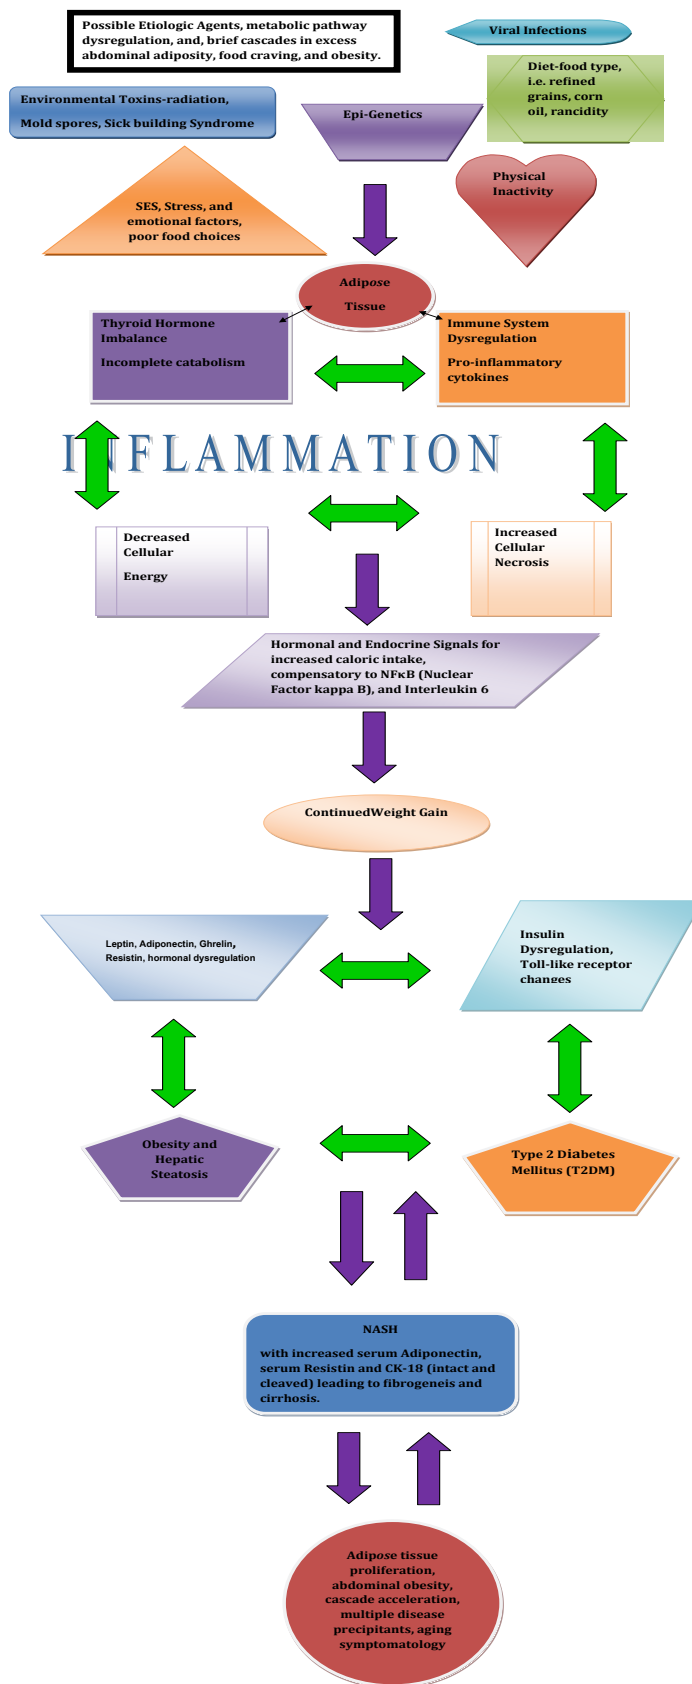 Possible Etiologic Agents, metabolic pathway
dysregulation, and, brief cascades in excess
abdominal adiposity, food craving, and obesity.
Viral Infections
Diet-food type,
i.e. refined
grains, corn
oil, rancidity
Environmental Toxins-radiation,
Mold spores, Sick building Syndrome
Epi-Genetics
Physical
Inactivity
SES, Stress, and
emotional factors,
poor food choices
Adipose
Tissue
Thyroid Hormone
Imbalance
Incomplete catabolism
Immune System
Dysregulation
Pro-inflammatory
cytokines
INFLAMMATION
Decreased
Cellular
Energy
Increased
Cellular
Necrosis
Hormonal and Endocrine Signals for
increased caloric intake,
compensatory to NFκB (Nuclear
Factor kappa B), and Interleukin 6
ContinuedWeight Gain
Leptin, Adiponectin, Ghrelin,
Resistin, hormonal dysregulation
Insulin
Dysregulation,
Toll-like receptor
changes
Obesity and
Hepatic
Steatosis
Type 2 Diabetes
Mellitus (T2DM)
NASH
with increased serum Adiponectin,
serum Resistin and CK-18 (intact and
cleaved) leading to fibrogeneis and
cirrhosis.
Adipose tissue
proliferation,
abdominal obesity,
cascade acceleration,
multiple disease
precipitants, aging
symptomatology